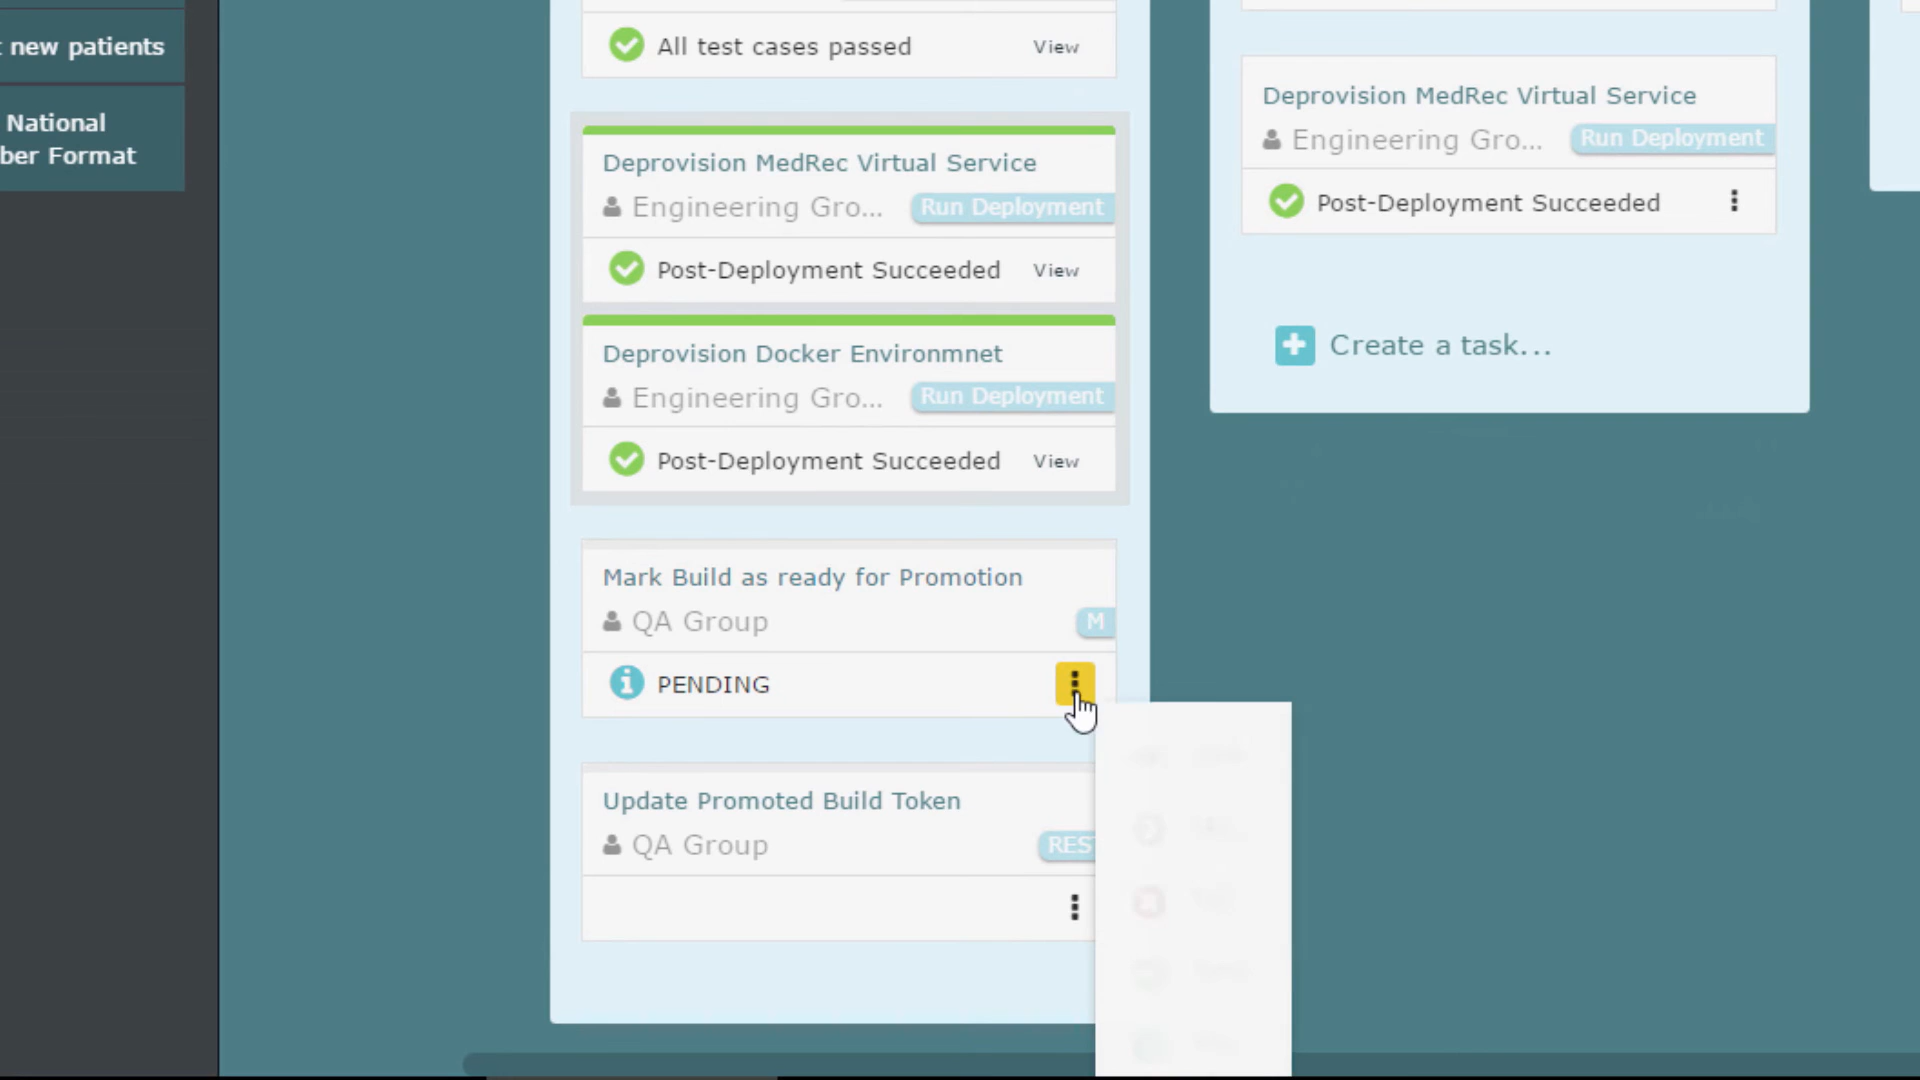 new patients
National
ber Format
All test cases passed
View
Deprovision MedRec Virtual Service
Engineering Gro...
Run Deployment
Post-Deployment Succeeded
View
Deprovision Docker Environmnet
Engineering Gro...
Run Deployment
Post-Deployment Succeeded
View
Mark Build as ready for Promotion
QA Group
M
PENDING
Update Promoted Build Token
QA Group
RES
Deprovision MedRec Virtual Service
Engineering Gro...
Run Deployment
Post-Deployment Succeeded
Create a task...